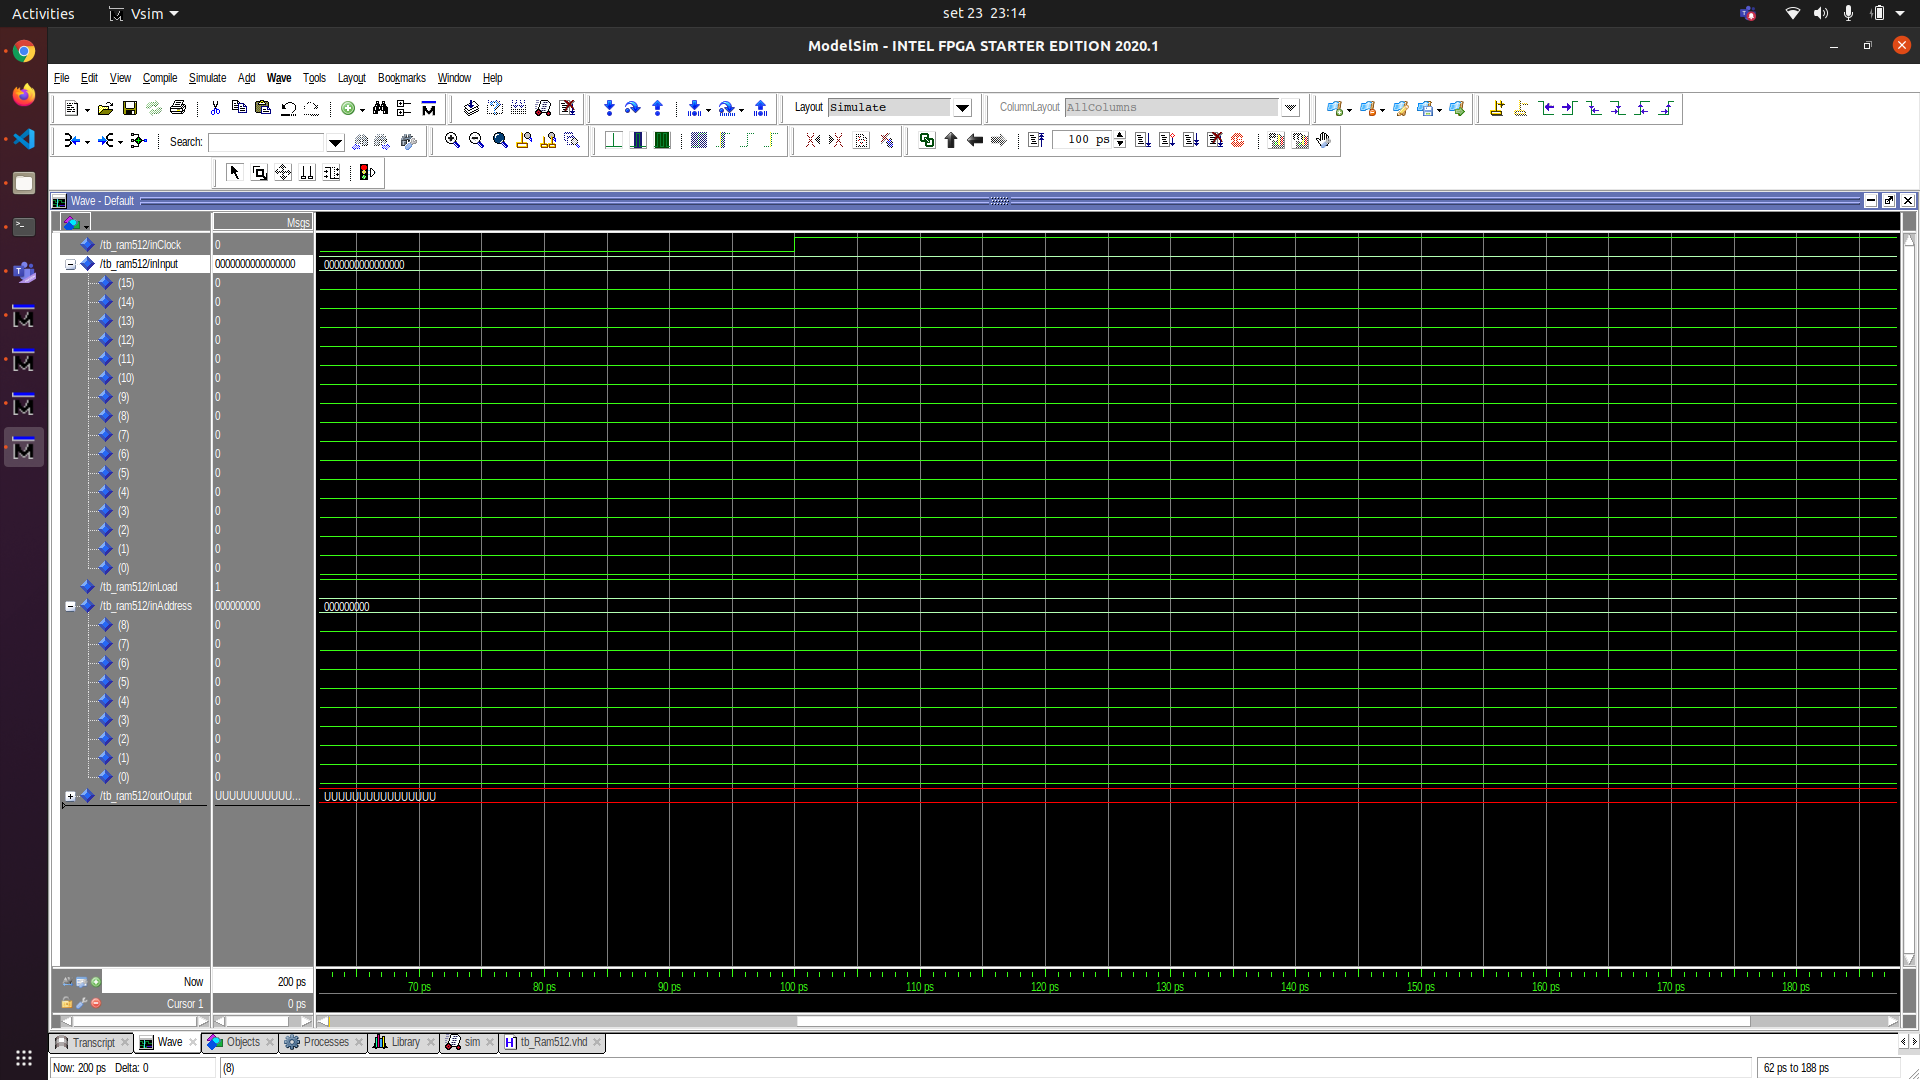 Activities Vsim set 23 23:14
ModelSim - INTEL FPGA STARTER EDITION 2020.1
File Edit View Compile Simulate Add Wave Tools Layout Bookmarks Window Help
Layout Simulate ColumnLayout AllColumns
Search: 100 ps
Wave - Default
Msgs
/tb_ram512/inClock 0
/tb_ram512/inInput 0000000000000000 0000000000000000
(15) 0
(14) 0
(13) 0
(12) 0
(11) 0
(10) 0
(9) 0
(8) 0
(7) 0
(6) 0
(5) 0
(4) 0
(3) 0
(2) 0
(1) 0
(0) 0
/tb_ram512/inLoad 1
/tb_ram512/inAddress 000000000 000000000
(8) 0
(7) 0
(6) 0
(5) 0
(4) 0
(3) 0
(2) 0
(1) 0
(0) 0
/tb_ram512/outOutput UUUUUUUUUUU... UUUUUUUUUUUUUUUU
Now 200 ps 70 ps 80 ps 90 ps 100 ps 110 ps 120 ps 130 ps 140 ps 150 ps 160 ps 170 ps 180 ps
Cursor 1 0 ps
Transcript Wave Objects Processes Library sim tb_Ram512.vhd
Now: 200 ps Delta: 0 (8) 62 ps to 188 ps